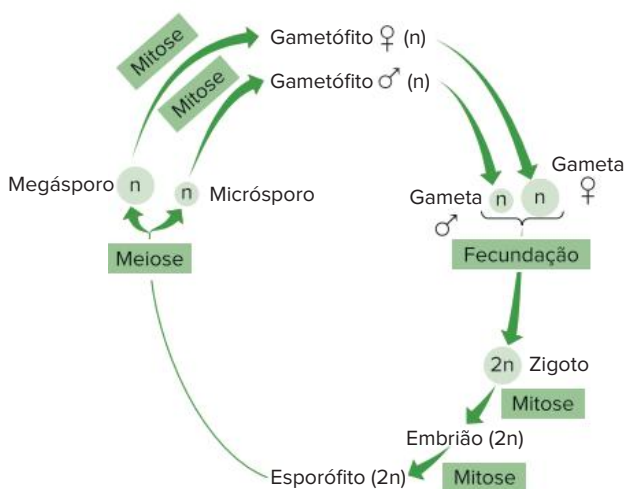 Mitose
Gametófito ♀ (n)
Mitose
Gametófito ♂ (n)
Megásporo
n
n
Micrósporo
Gameta
♂
n
n
Gameta
♀
Meiose
Fecundação
2n
Zigoto
Mitose
Embrião (2n)
Mitose
Esporófito (2n)